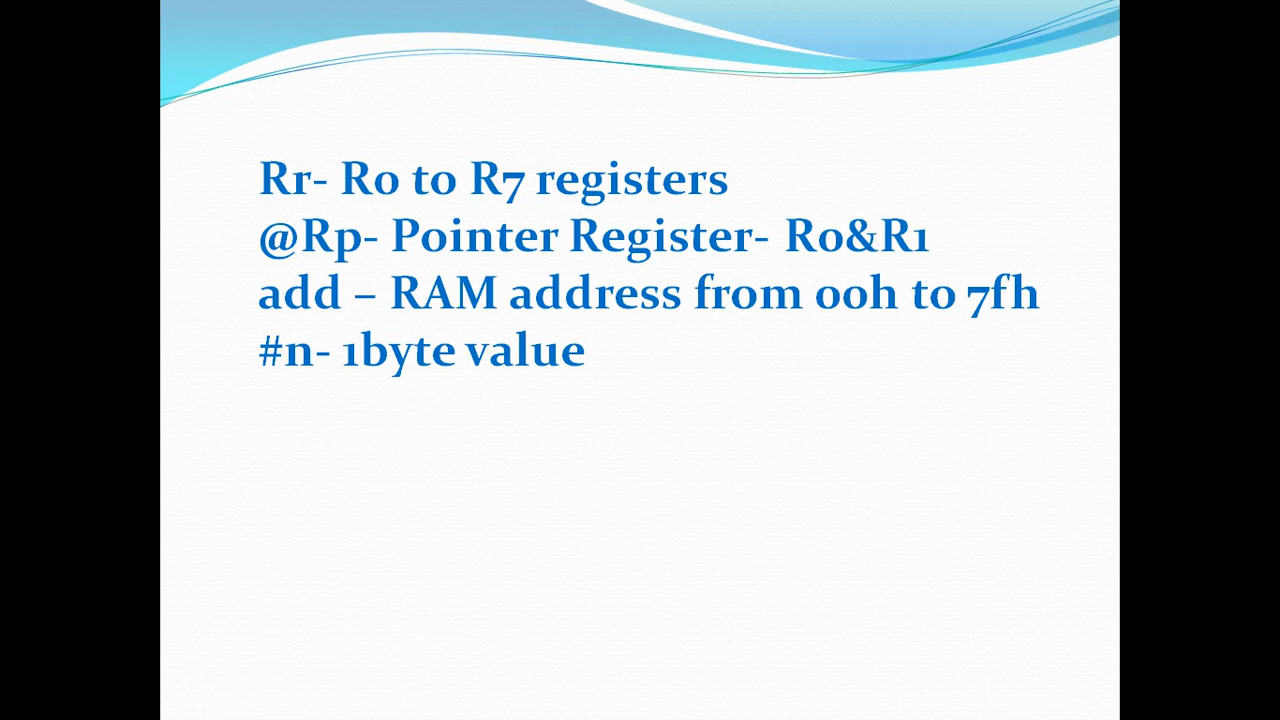 Rr- R0 to R7 registers
@Rp- Pointer Register- R0&R1
add – RAM address from 00h to 7fh
#n- 1byte value